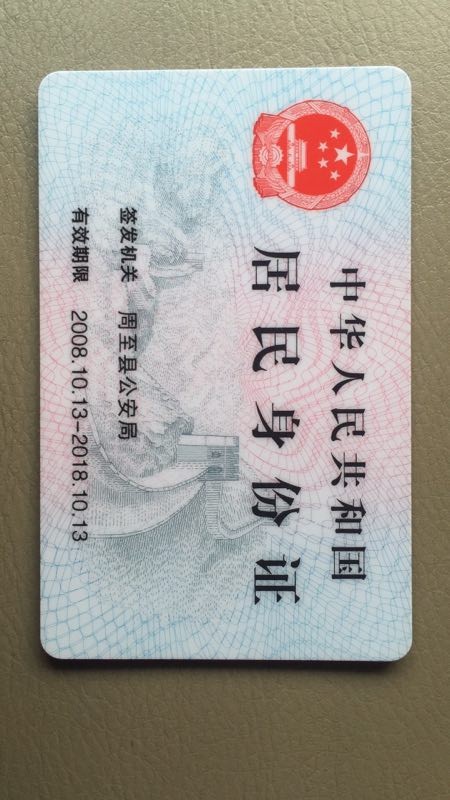 中华人民共和国
居民身份证
签发机关 周至县公安局
有效期限 2008.10.13-2018.10.13